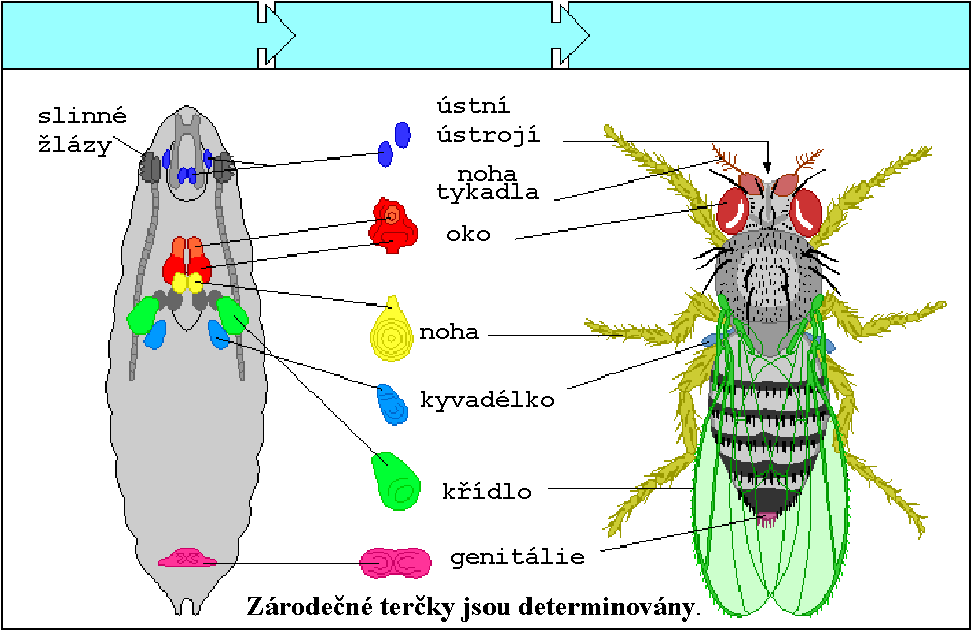 slinné
žlázy
ústní
ústrojí
noha
tykadla
oko
noha
kyvadélko
křídlo
genitálie
Zárodečné terčky jsou determinovány.